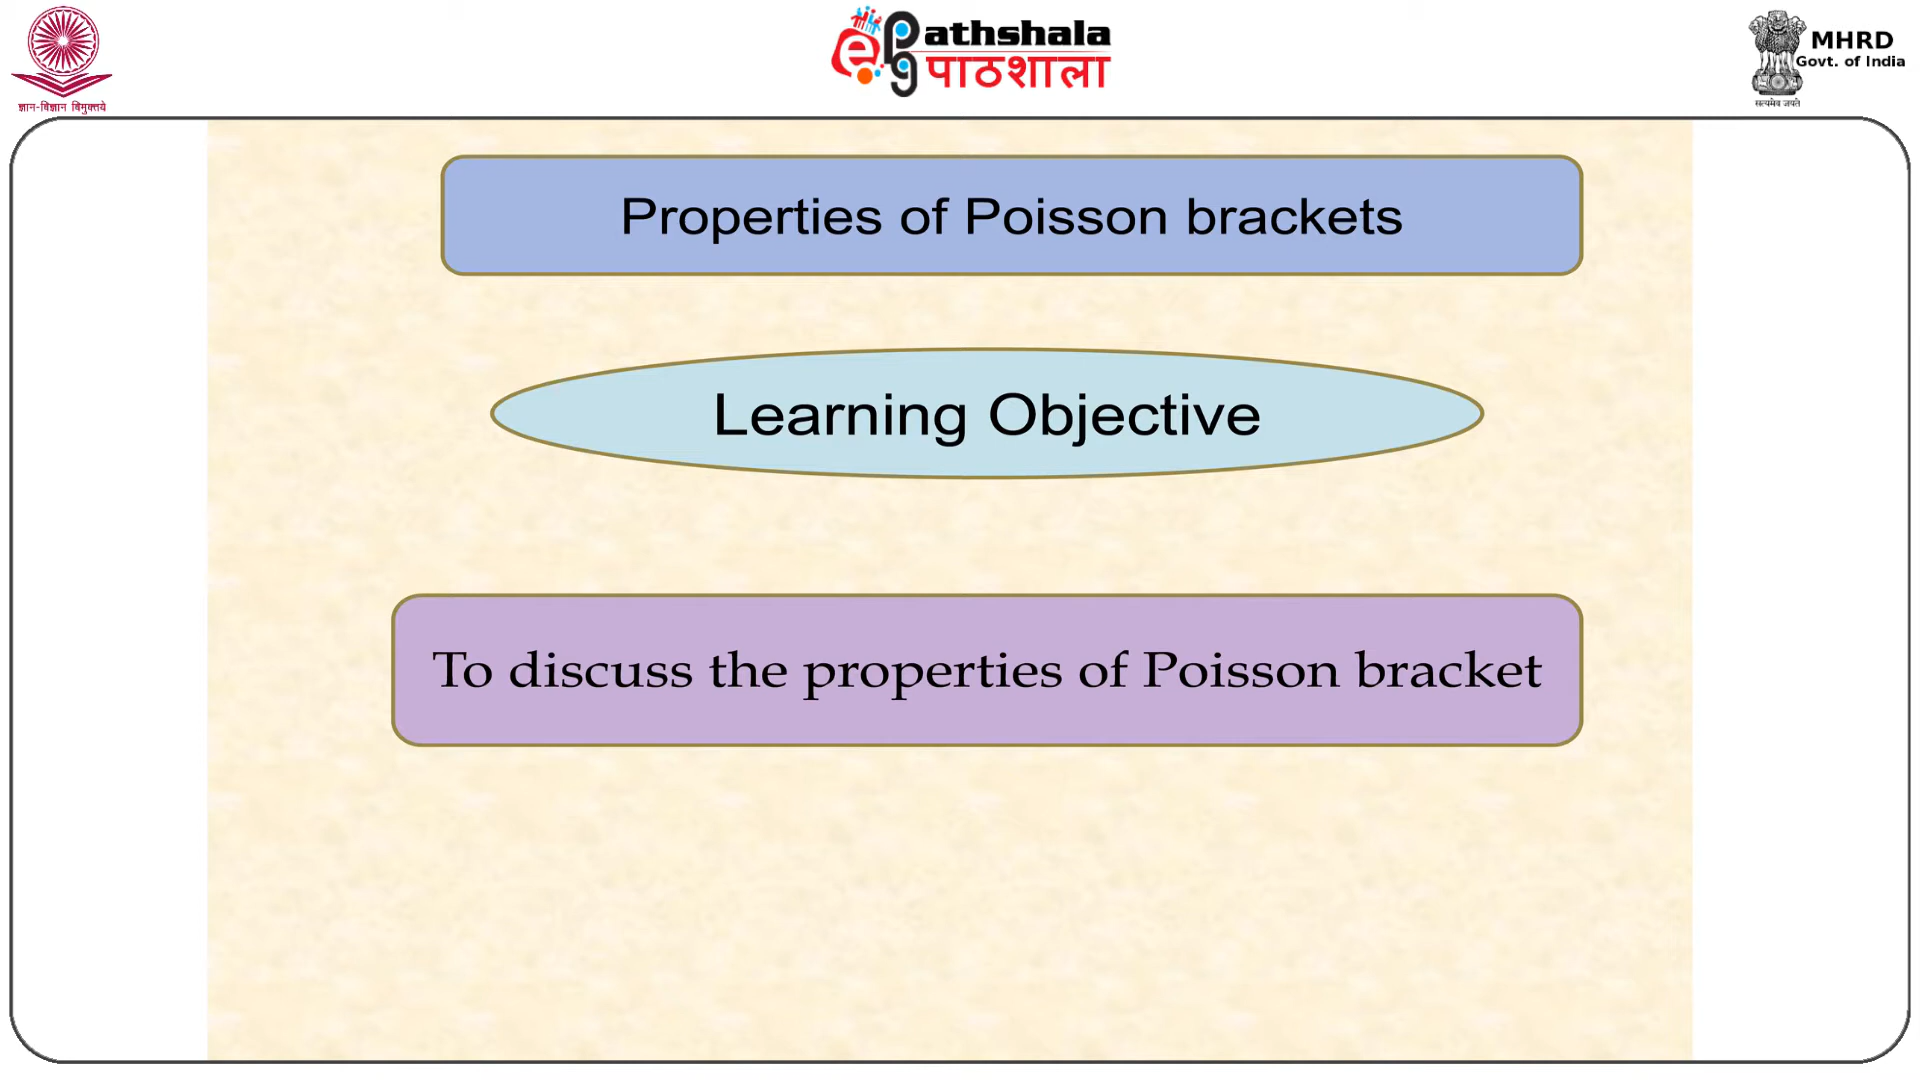 ज्ञान-विज्ञान विमुक्तये
ePathshala
पाठशाला
MHRD
Govt. of India
सत्यमेव जयते
Properties of Poisson brackets
Learning Objective
To discuss the properties of Poisson bracket